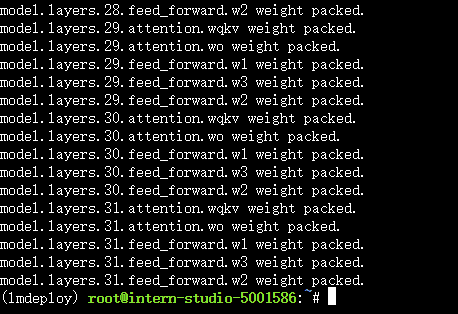 model.layers.28.feed_forward.w2 weight packed.
model.layers.29.attention.wqkv weight packed.
model.layers.29.attention.wo weight packed.
model.layers.29.feed_forward.w1 weight packed.
model.layers.29.feed_forward.w3 weight packed.
model.layers.29.feed_forward.w2 weight packed.
model.layers.30.attention.wqkv weight packed.
model.layers.30.attention.wo weight packed.
model.layers.30.feed_forward.w1 weight packed.
model.layers.30.feed_forward.w3 weight packed.
model.layers.30.feed_forward.w2 weight packed.
model.layers.31.attention.wqkv weight packed.
model.layers.31.attention.wo weight packed.
model.layers.31.feed_forward.w1 weight packed.
model.layers.31.feed_forward.w3 weight packed.
model.layers.31.feed_forward.w2 weight packed.
(lmdeploy) root@intern-studio-5001586:~#